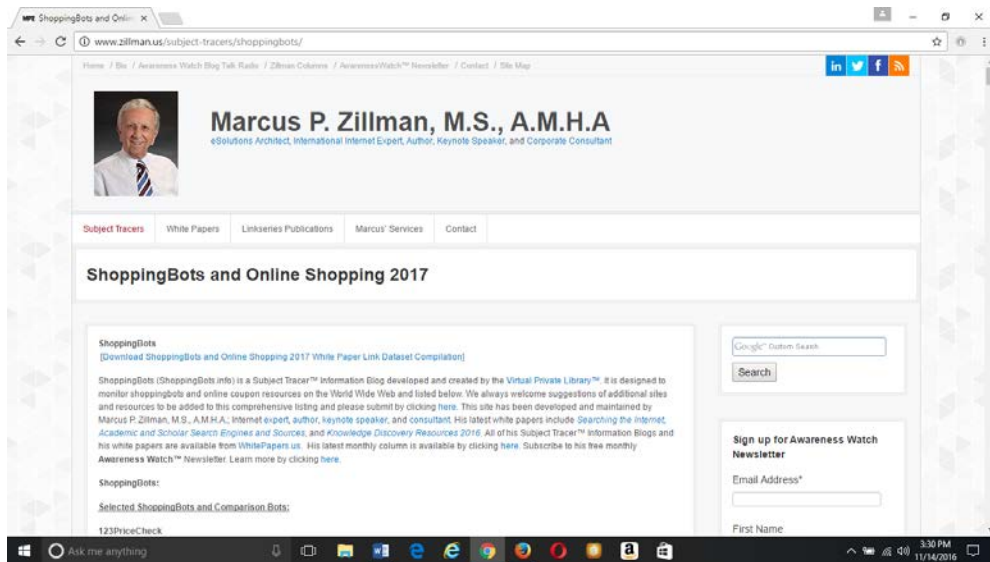 MPZ ShoppingBots and Onlin
www.zillman.us/subject-tracers/shoppingbots/
Home / Bio / Awareness Watch Blog Talk Radio / Zillman Columns / AwarenessWatch™ Newsletter / Contact / Site Map
in f
Marcus P. Zillman, M.S., A.M.H.A
eSolutions Architect, International Internet Expert, Author, Keynote Speaker, and Corporate Consultant
Subject Tracers White Papers Linkseries Publications Marcus' Services Contact
ShoppingBots and Online Shopping 2017
ShoppingBots
[Download ShoppingBots and Online Shopping 2017 White Paper Link Dataset Compilation]
ShoppingBots (ShoppingBots.info) is a Subject Tracer™ Information Blog developed and created by the Virtual Private Library™. It is designed to
monitor shoppingbots and online coupon resources on the World Wide Web and listed below. We always welcome suggestions of additional sites
and resources to be added to this comprehensive listing and please submit by clicking here. This site has been developed and maintained by
Marcus P. Zillman, M.S., A.M.H.A.; Internet expert, author, keynote speaker, and consultant. His latest white papers include Searching the Internet,
Academic and Scholar Search Engines and Sources, and Knowledge Discovery Resources 2016. All of his Subject Tracer™ Information Blogs and
his white papers are available from WhitePapers.us. His latest monthly column is available by clicking here. Subscribe to his free monthly
Awareness Watch™ Newsletter. Learn more by clicking here.
ShoppingBots:
Selected ShoppingBots and Comparison Bots:
123PriceCheck
Google™ Custom Search
Search
Sign up for Awareness Watch
Newsletter
Email Address*
First Name
Ask me anything
3:30 PM
11/14/2016